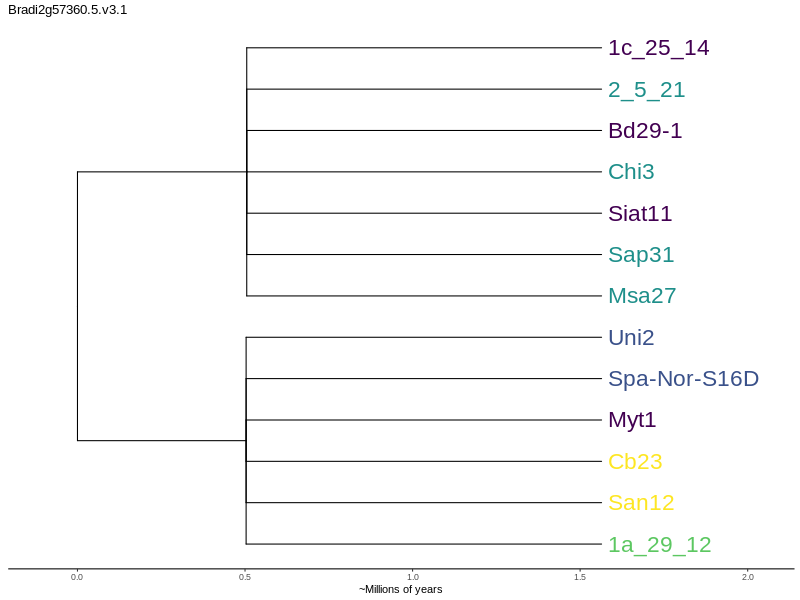 Bradi2g57360.5.v3.1
1c_25_14
2_5_21
Bd29-1
Chi3
Siat11
Sap31
Msa27
Uni2
Spa-Nor-S16D
Myt1
Cb23
San12
1a_29_12
0.0 0.5 1.0 1.5 2.0
~Millions of years